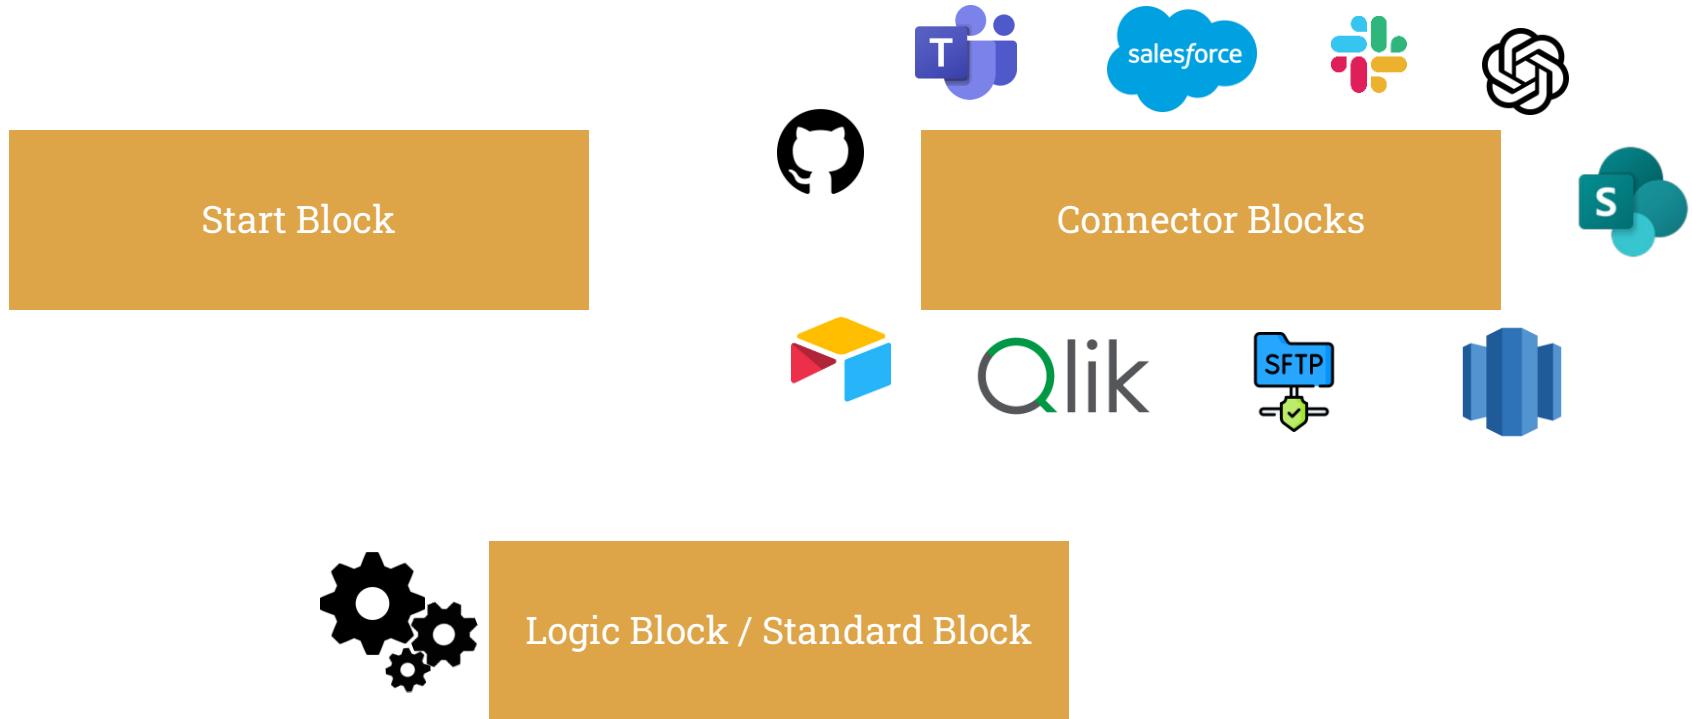 T
salesforce
Start Block
Connector Blocks
S
Qlik
SFTP
Logic Block / Standard Block